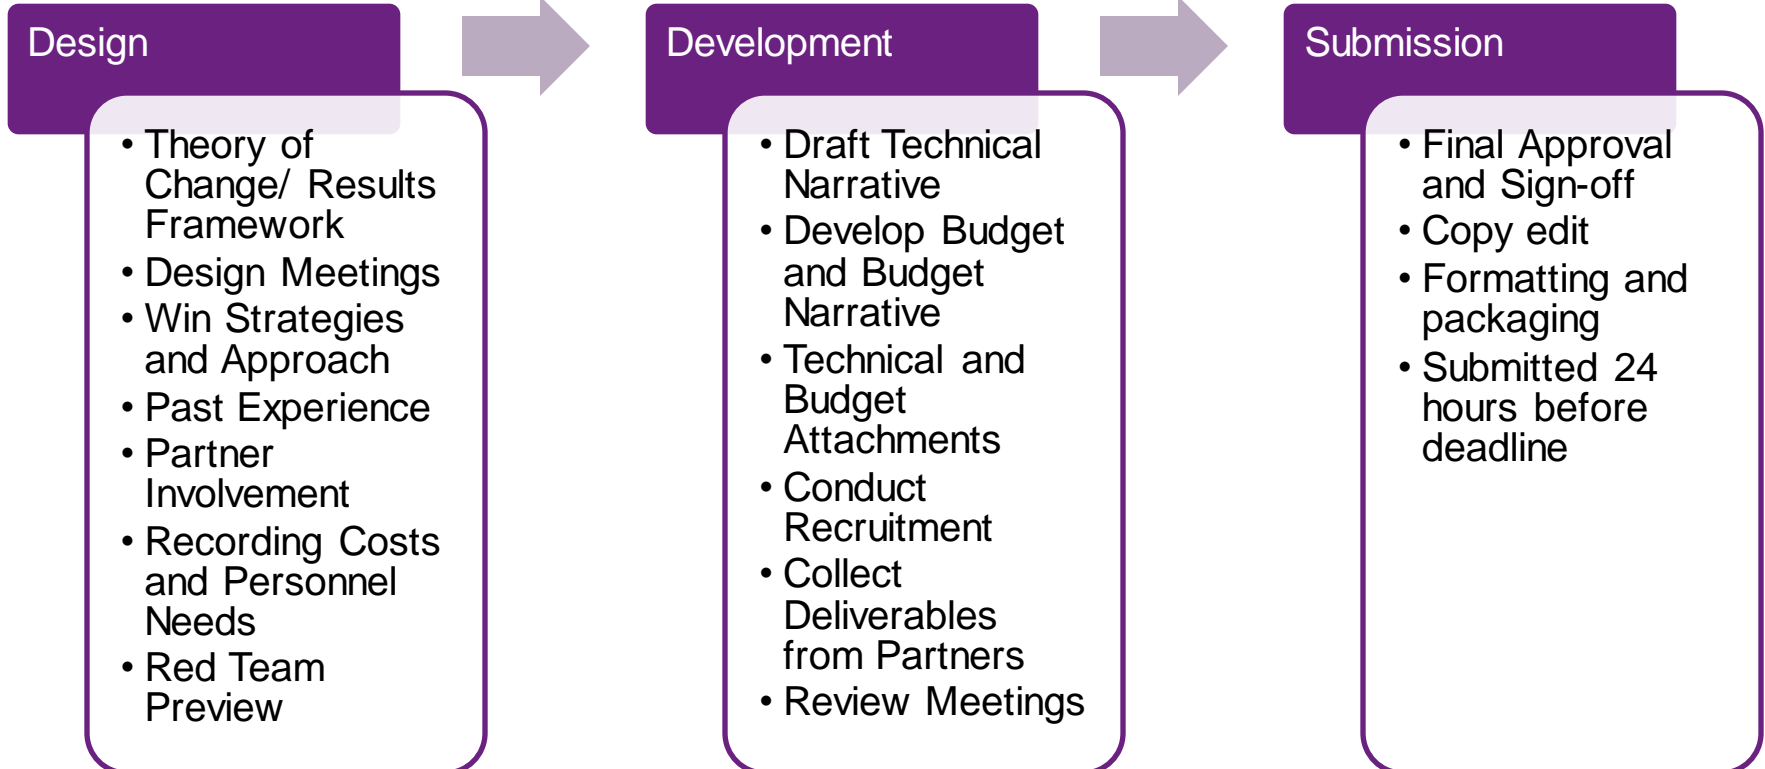 Design
• Theory of
Change/ Results
Framework
• Design Meetings
• Win Strategies
and Approach
• Past Experience
• Partner
Involvement
• Recording Costs
and Personnel
Needs
• Red Team
Preview
Development
• Draft Technical
Narrative
• Develop Budget
and Budget
Narrative
• Technical and
Budget
Attachments
• Conduct
Recruitment
• Collect
Deliverables
from Partners
• Review Meetings
Submission
• Final Approval
and Sign-off
• Copy edit
• Formatting and
packaging
• Submitted 24
hours before
deadline